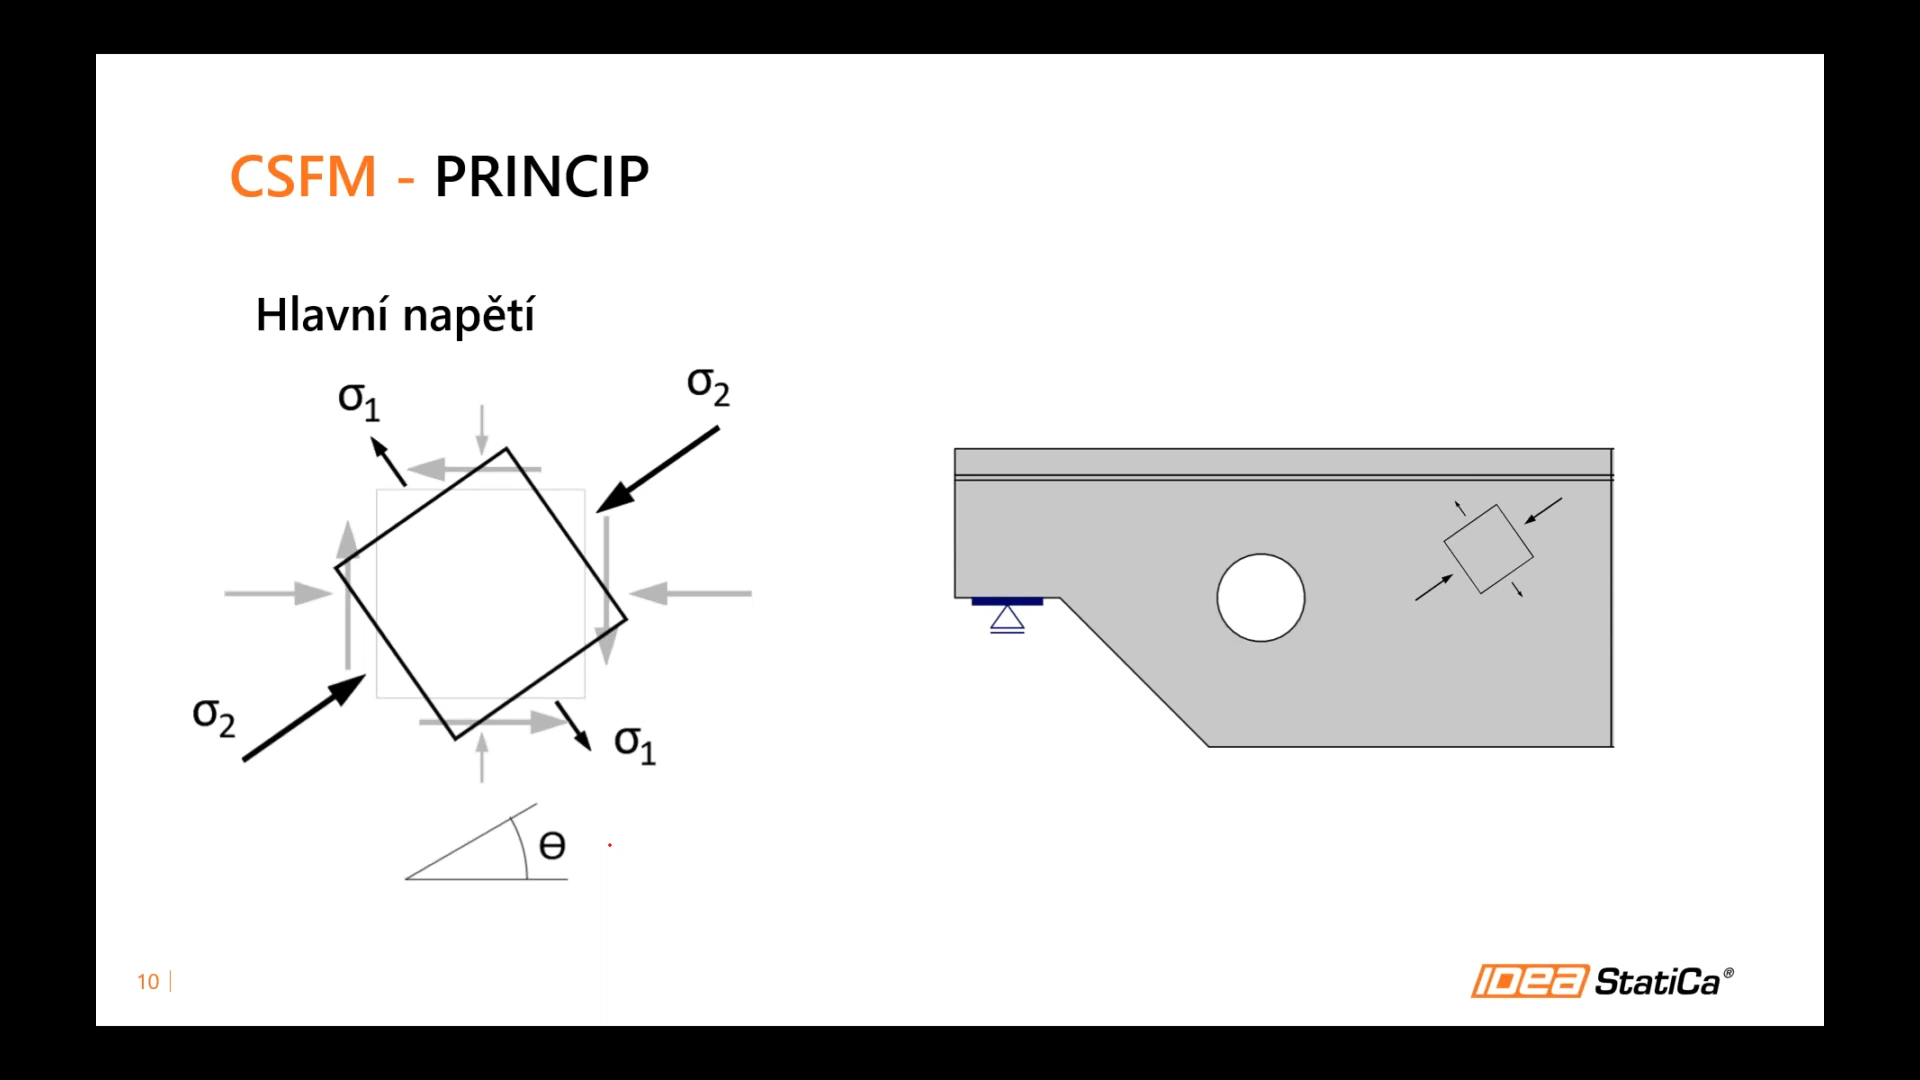 CSFM - PRINCIP
Hlavní napětí
σ₁
σ₂
σ₂
σ₁
Θ
10
IDEA StatiCa®